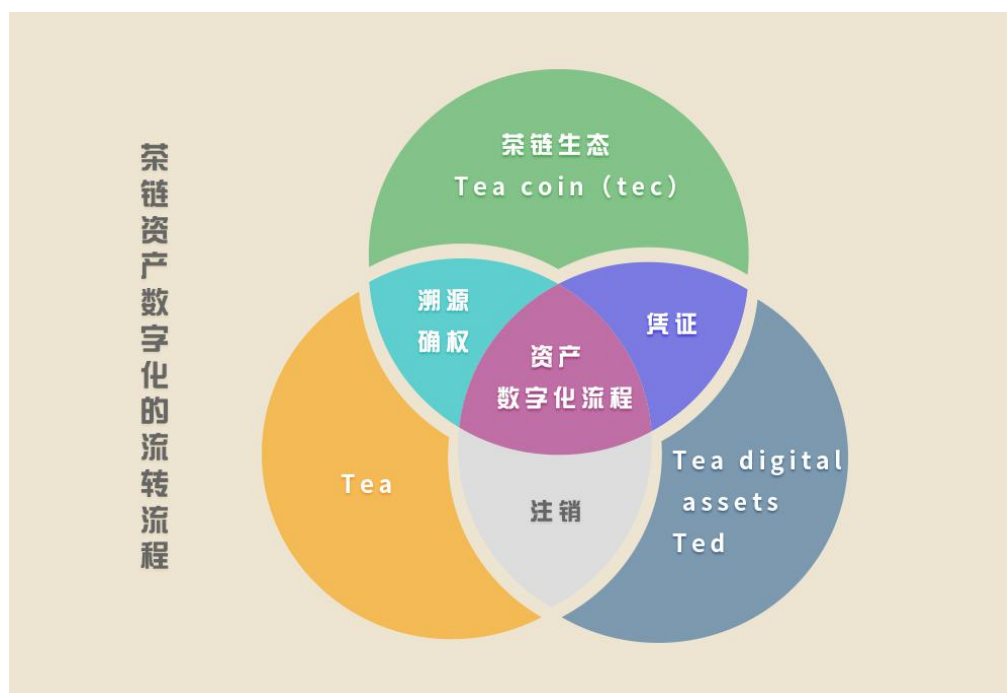 茶链资产数字化的流转流程
茶链生态
Tea coin（tec）
溯源
确权
凭证
资产
数字化流程
Tea
注销
Tea digital
assets
Ted